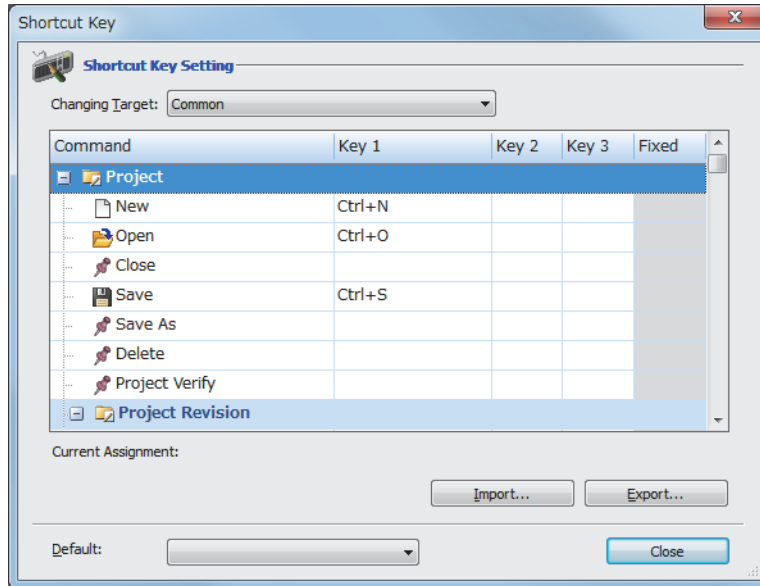 Shortcut Key
Shortcut Key Setting
Changing Target: Common
Command Key 1 Key 2 Key 3 Fixed
Project
New Ctrl+N
Open Ctrl+O
Close
Save Ctrl+S
Save As
Delete
Project Verify
Project Revision
Current Assignment:
Import... Export...
Default: Close